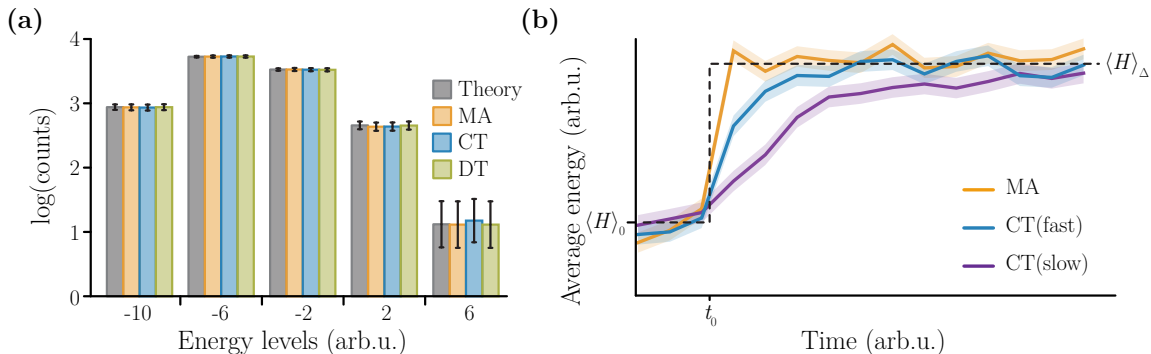 (a)
log(counts)
4
3
2
1
0
-10
-6
-2
2
6
Energy levels (arb.u.)
Theory
MA
CT
DT
(b)
Average energy (arb.u.)
⟨H⟩₀
⟨H⟩Δ
t₀
Time (arb.u.)
MA
CT(fast)
CT(slow)